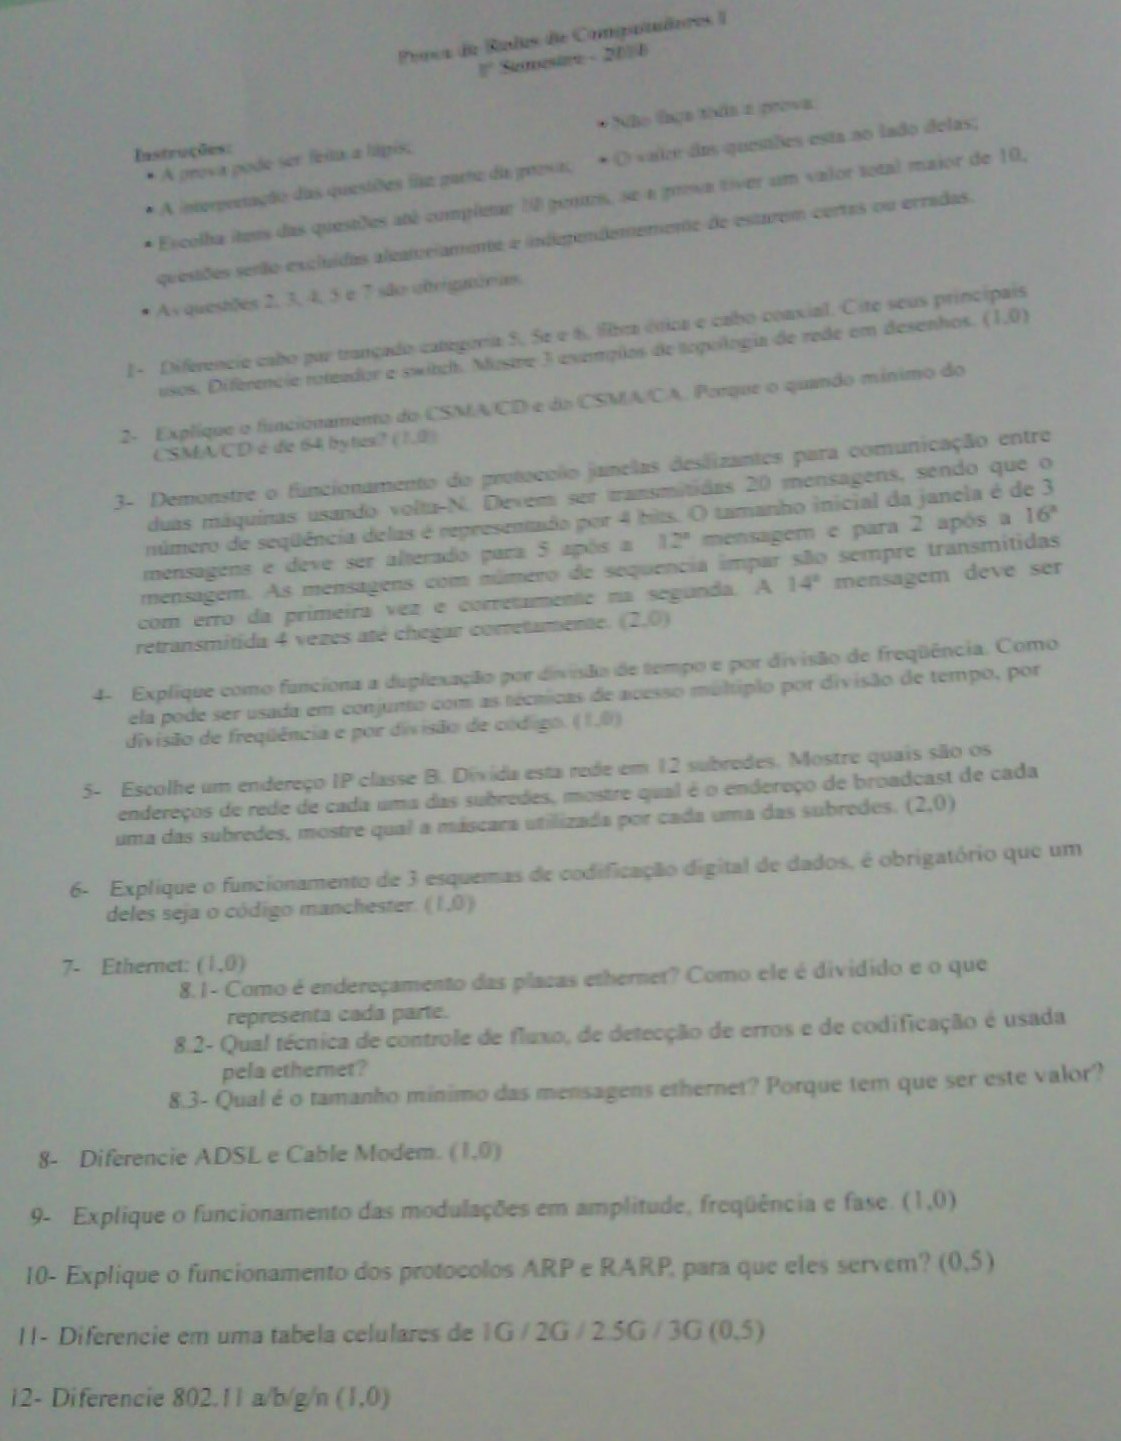 Prova de Redes de Computadores I
1º Semestre - 20
Instruções:
• A prova pode ser feita a lápis;
• Não faça toda a prova
• A interpretação das questões faz parte da prova;
• O valor das questões esta ao lado delas;
• Escolha itens das questões até completar 10 pontos, se a prova tiver um valor total maior de 10,
questões serão excluídas aleatoriamente e independentemente de estarem certas ou erradas.
• As questões 2, 3, 4, 5 e 7 são obrigatórias.
1- Diferencie cabo par trançado categoria 5, 5e e 6, fibra ótica e cabo coaxial. Cite seus principais
usos. Diferencie roteador e switch. Mostre 3 exemplos de topologia de rede em desenhos. (1,0)
2- Explique o funcionamento do CSMA/CD e do CSMA/CA. Porque o quando mínimo do
CSMA/CD é de 64 bytes? (1,0)
3- Demonstre o funcionamento do protocolo janelas deslizantes para comunicação entre
duas máquinas usando volta-N. Devem ser transmitidas 20 mensagens, sendo que o
número de seqüência delas é representado por 4 bits. O tamanho inicial da janela é de 3
mensagens e deve ser alterado para 5 após a 12ª mensagem e para 2 após a 16ª
mensagem. As mensagens com número de sequencia ímpar são sempre transmitidas
com erro da primeira vez e corretamente na segunda. A 14ª mensagem deve ser
retransmitida 4 vezes até chegar corretamente. (2,0)
4- Explique como funciona a duplexação por divisão de tempo e por divisão de freqüência. Como
ela pode ser usada em conjunto com as técnicas de acesso múltiplo por divisão de tempo, por
divisão de freqüência e por divisão de código. (1,0)
5- Escolhe um endereço IP classe B. Divida esta rede em 12 subredes. Mostre quais são os
endereços de rede de cada uma das subredes, mostre qual é o endereço de broadcast de cada
uma das subredes, mostre qual a máscara utilizada por cada uma das subredes. (2,0)
6- Explique o funcionamento de 3 esquemas de codificação digital de dados, é obrigatório que um
deles seja o código manchester. (1,0)
7- Ethernet: (1,0)
8.1- Como é endereçamento das placas ethernet? Como ele é dividido e o que
representa cada parte.
8.2- Qual técnica de controle de fluxo, de detecção de erros e de codificação é usada
pela ethernet?
8.3- Qual é o tamanho mínimo das mensagens ethernet? Porque tem que ser este valor?
8- Diferencie ADSL e Cable Modem. (1,0)
9- Explique o funcionamento das modulações em amplitude, freqüência e fase. (1,0)
10- Explique o funcionamento dos protocolos ARP e RARP, para que eles servem? (0,5)
11- Diferencie em uma tabela celulares de 1G / 2G / 2.5G / 3G (0,5)
12- Diferencie 802.11 a/b/g/n (1,0)